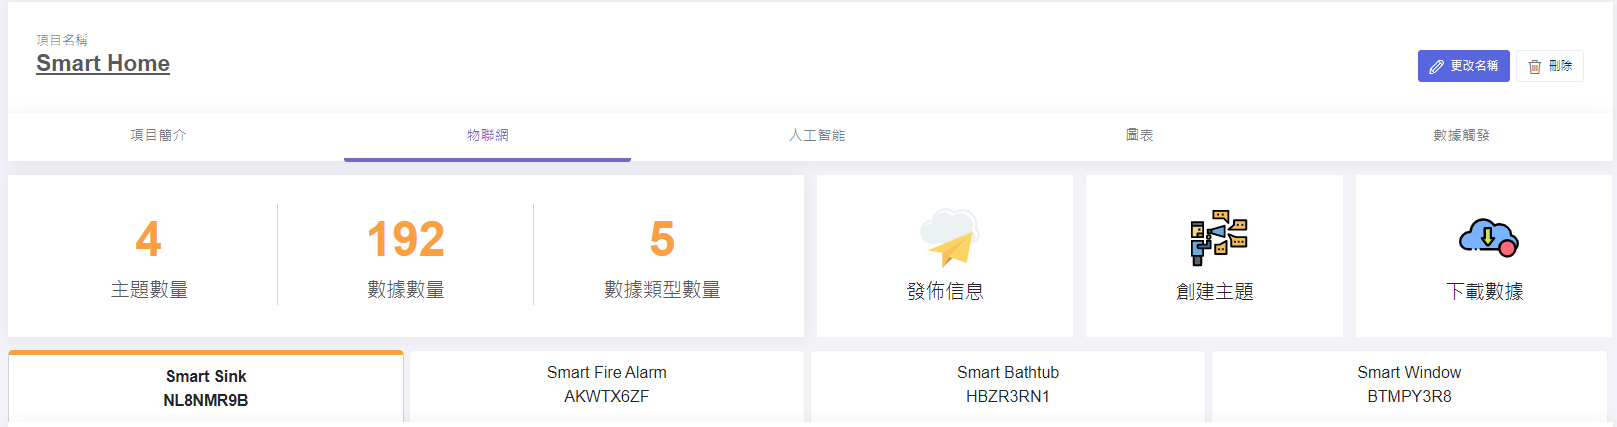 項目名稱
Smart Home
更改名稱
刪除
項目簡介
物聯網
人工智能
圖表
數據觸發
4
主題數量
192
數據數量
5
數據類型數量
發佈信息
創建主題
下載數據
Smart Sink
NL8NMR9B
Smart Fire Alarm
AKWTX6ZF
Smart Bathtub
HBZR3RN1
Smart Window
BTMPY3R8